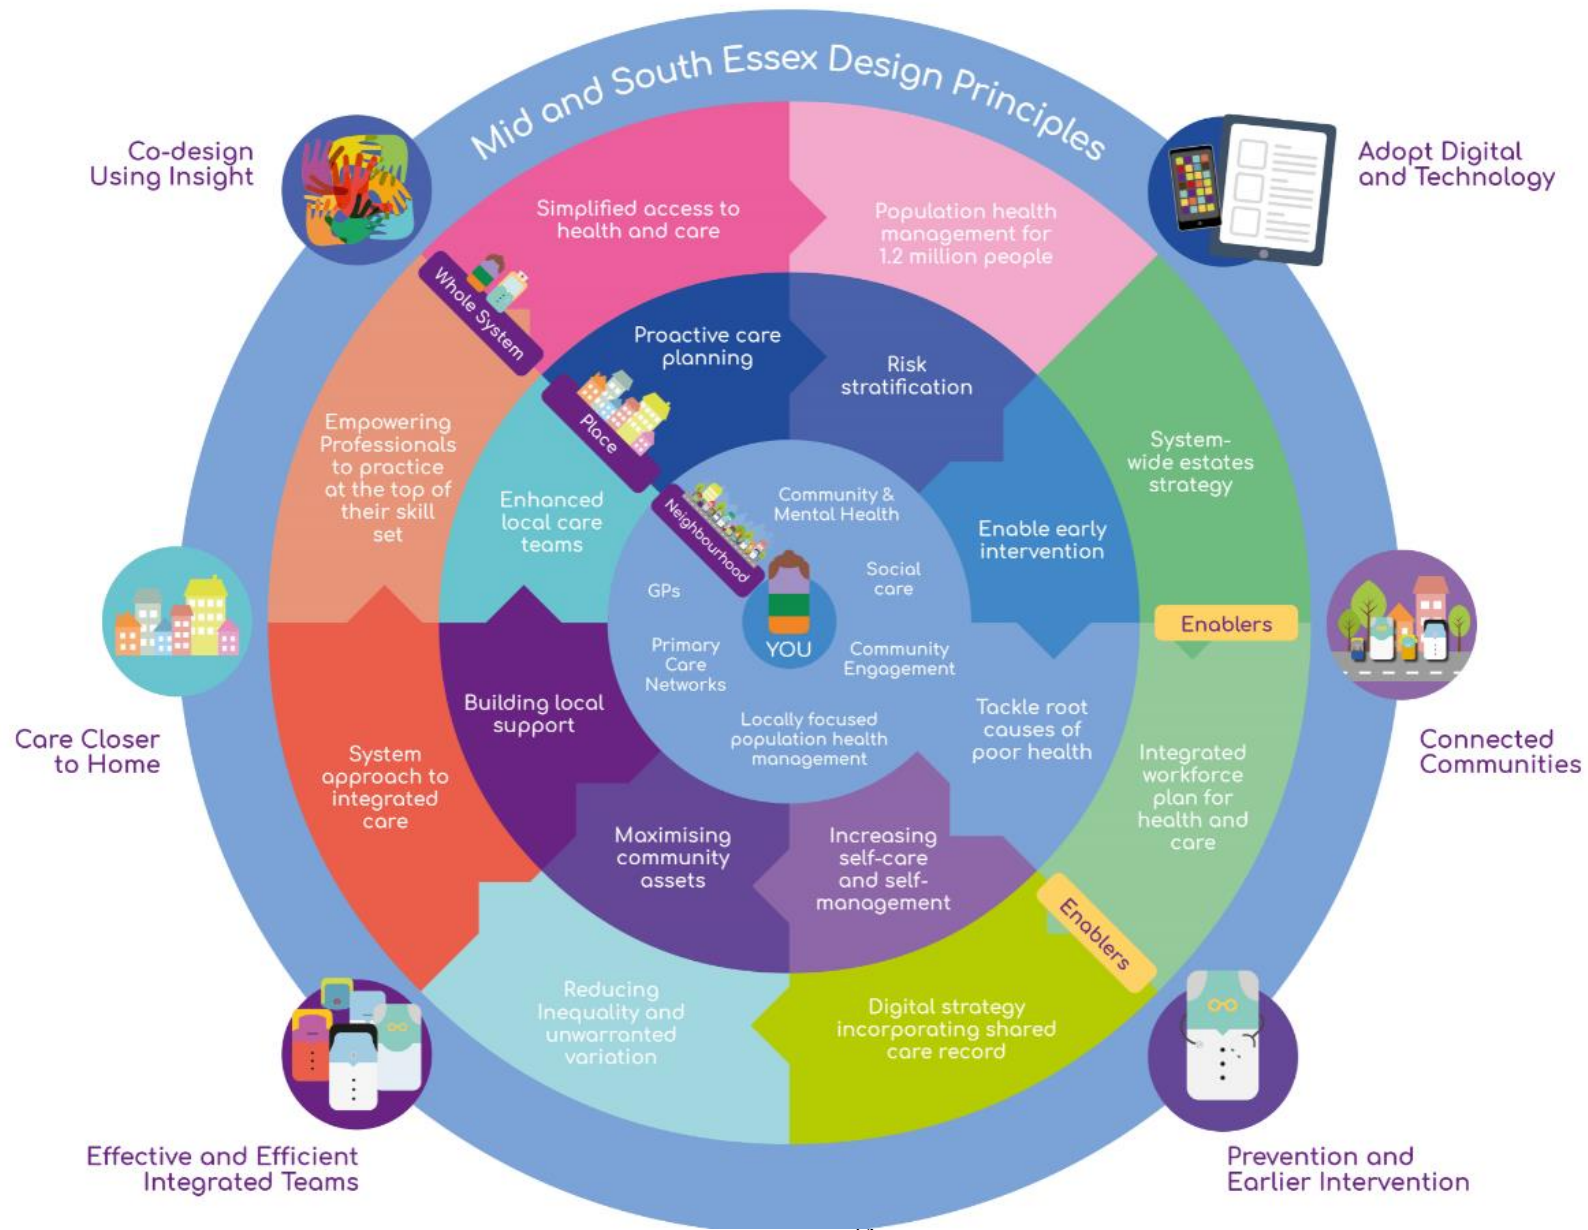 Mid and South Essex Design Principles
Co-design
Using Insight
Adopt Digital
and Technology
Care Closer
to Home
Connected
Communities
Effective and Efficient
Integrated Teams
Prevention and
Earlier Intervention
Whole System
Simplified access to
health and care
Population health
management for
1.2 million people
System-
wide estates
strategy
Enablers
Integrated
workforce
plan for
health and
care
Enablers
Digital strategy
incorporating shared
care record
Reducing
Inequality and
unwarranted
variation
System
approach to
integrated
care
Empowering
Professionals
to practice
at the top of
their skill
set
Place
Proactive care
planning
Risk
stratification
Enable early
intervention
Tackle root
causes of
poor health
Increasing
self-care
and self-
management
Maximising
community
assets
Building local
support
Enhanced
local care
teams
Neighbourhood
Community &
Mental Health
Social
care
Community
Engagement
Locally focused
population health
management
Primary
Care
Networks
GPs
YOU